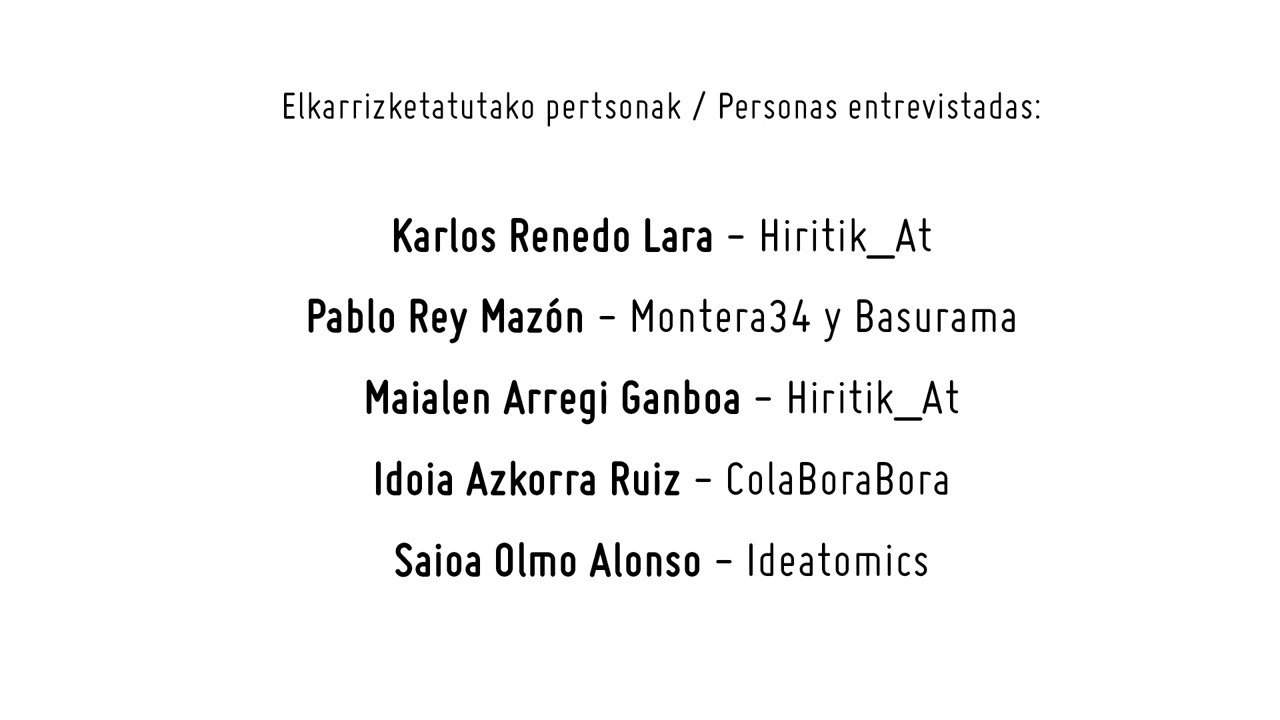 Elkarrizketatutako pertsonak / Personas entrevistadas:
Karlos Renedo Lara - Hiritik_At
Pablo Rey Mazón - Montera34 y Basurama
Maialen Arregi Ganboa - Hiritik_At
Idoia Azkorra Ruiz - ColaBoraBora
Saioa Olmo Alonso - Ideatomics